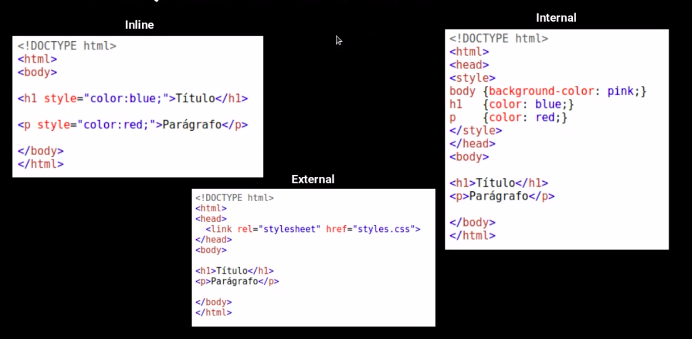 Inline
<!DOCTYPE html>
<html>
<body>
<h1 style="color:blue;">Título</h1>
<p style="color:red;">Parágrafo</p>
</body>
</html>
Internal
<!DOCTYPE html>
<html>
<head>
<style>
body {background-color: pink;}
h1   {color: blue;}
p    {color: red;}
</style>
</head>
<body>
<h1>Título</h1>
<p>Parágrafo</p>
</body>
</html>
External
<!DOCTYPE html>
<html>
<head>
  <link rel="stylesheet" href="styles.css">
</head>
<body>
<h1>Título</h1>
<p>Parágrafo</p>
</body>
</html>